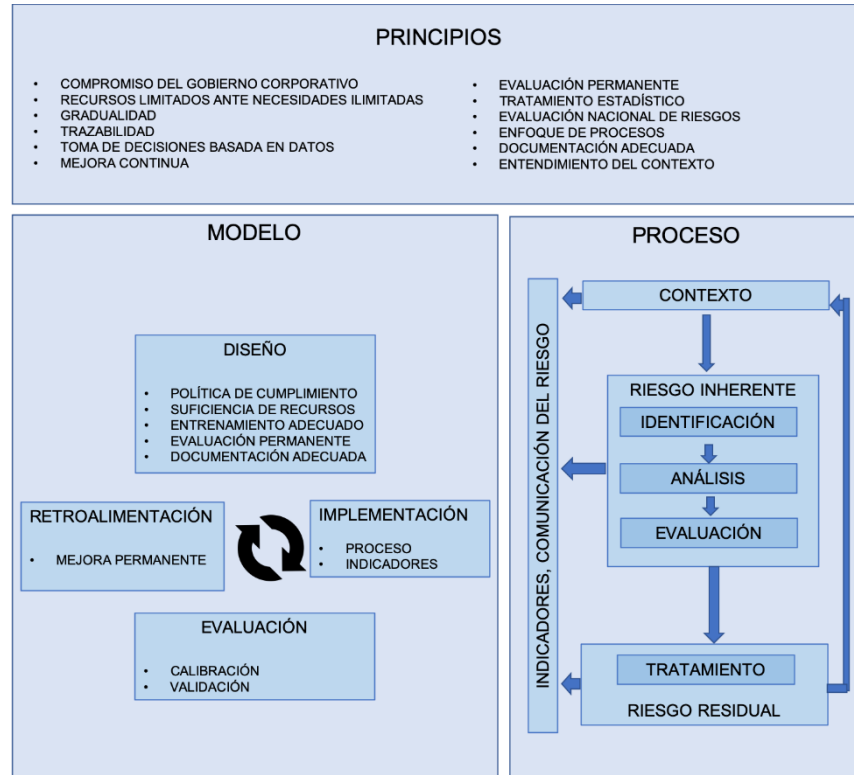 PRINCIPIOS
• COMPROMISO DEL GOBIERNO CORPORATIVO
• RECURSOS LIMITADOS ANTE NECESIDADES ILIMITADAS
• GRADUALIDAD
• TRAZABILIDAD
• TOMA DE DECISIONES BASADA EN DATOS
• MEJORA CONTINUA
• EVALUACIÓN PERMANENTE
• TRATAMIENTO ESTADÍSTICO
• EVALUACIÓN NACIONAL DE RIESGOS
• ENFOQUE DE PROCESOS
• DOCUMENTACIÓN ADECUADA
• ENTENDIMIENTO DEL CONTEXTO
MODELO
DISEÑO
• POLÍTICA DE CUMPLIMIENTO
• SUFICIENCIA DE RECURSOS
• ENTRENAMIENTO ADECUADO
• EVALUACIÓN PERMANENTE
• DOCUMENTACIÓN ADECUADA
RETROALIMENTACIÓN
• MEJORA PERMANENTE
IMPLEMENTACIÓN
• PROCESO
• INDICADORES
EVALUACIÓN
• CALIBRACIÓN
• VALIDACIÓN
PROCESO
INDICADORES, COMUNICACIÓN DEL RIESGO
CONTEXTO
RIESGO INHERENTE
IDENTIFICACIÓN
ANÁLISIS
EVALUACIÓN
TRATAMIENTO
RIESGO RESIDUAL